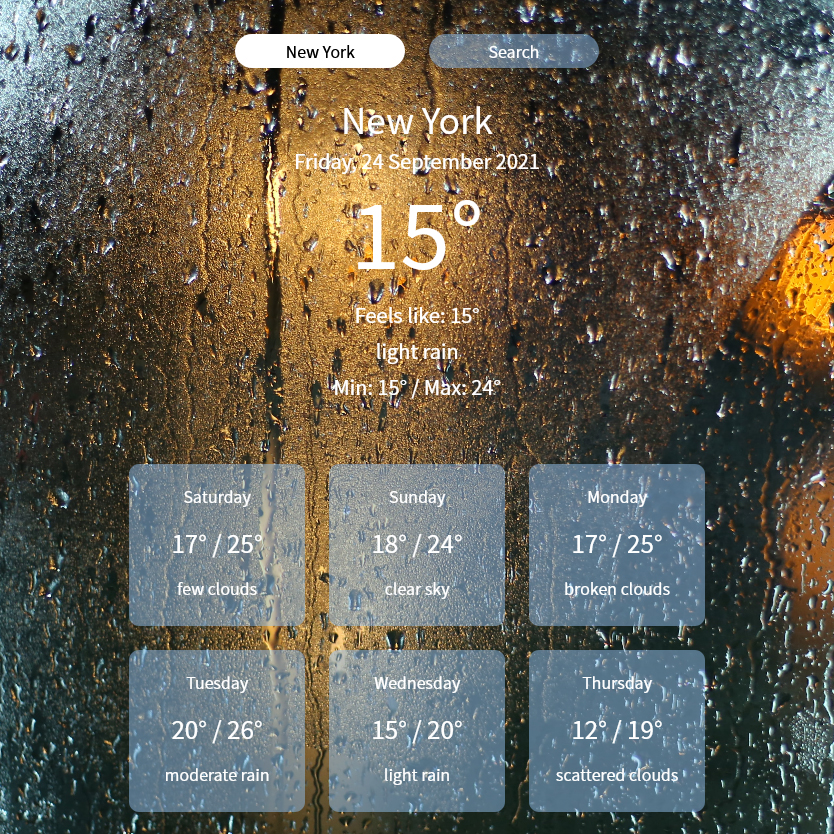 New York
Search
New York
Friday, 24 September 2021
15°
Feels like: 15°
light rain
Min: 15° / Max: 24°
Saturday
17° / 25°
few clouds
Sunday
18° / 24°
clear sky
Monday
17° / 25°
broken clouds
Tuesday
20° / 26°
moderate rain
Wednesday
15° / 20°
light rain
Thursday
12° / 19°
scattered clouds